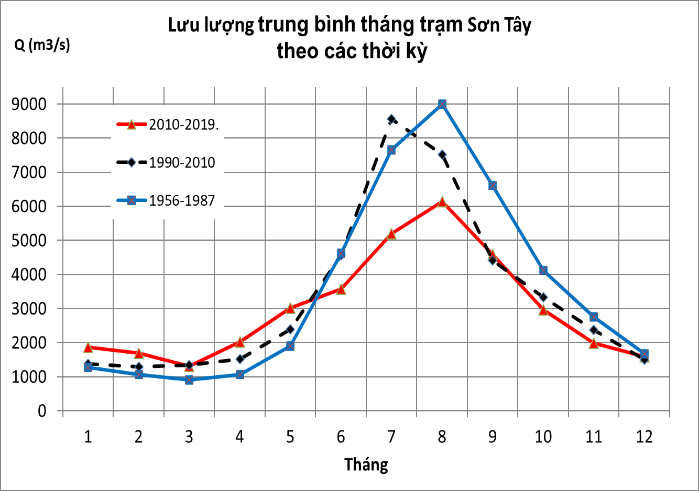 Lưu lượng trung bình tháng trạm Sơn Tây
theo các thời kỳ
Q (m3/s)
9000
8000
7000
6000
5000
4000
3000
2000
1000
0
2010-2019.
1990-2010
1956-1987
1 2 3 4 5 6 7 8 9 10 11 12
Tháng